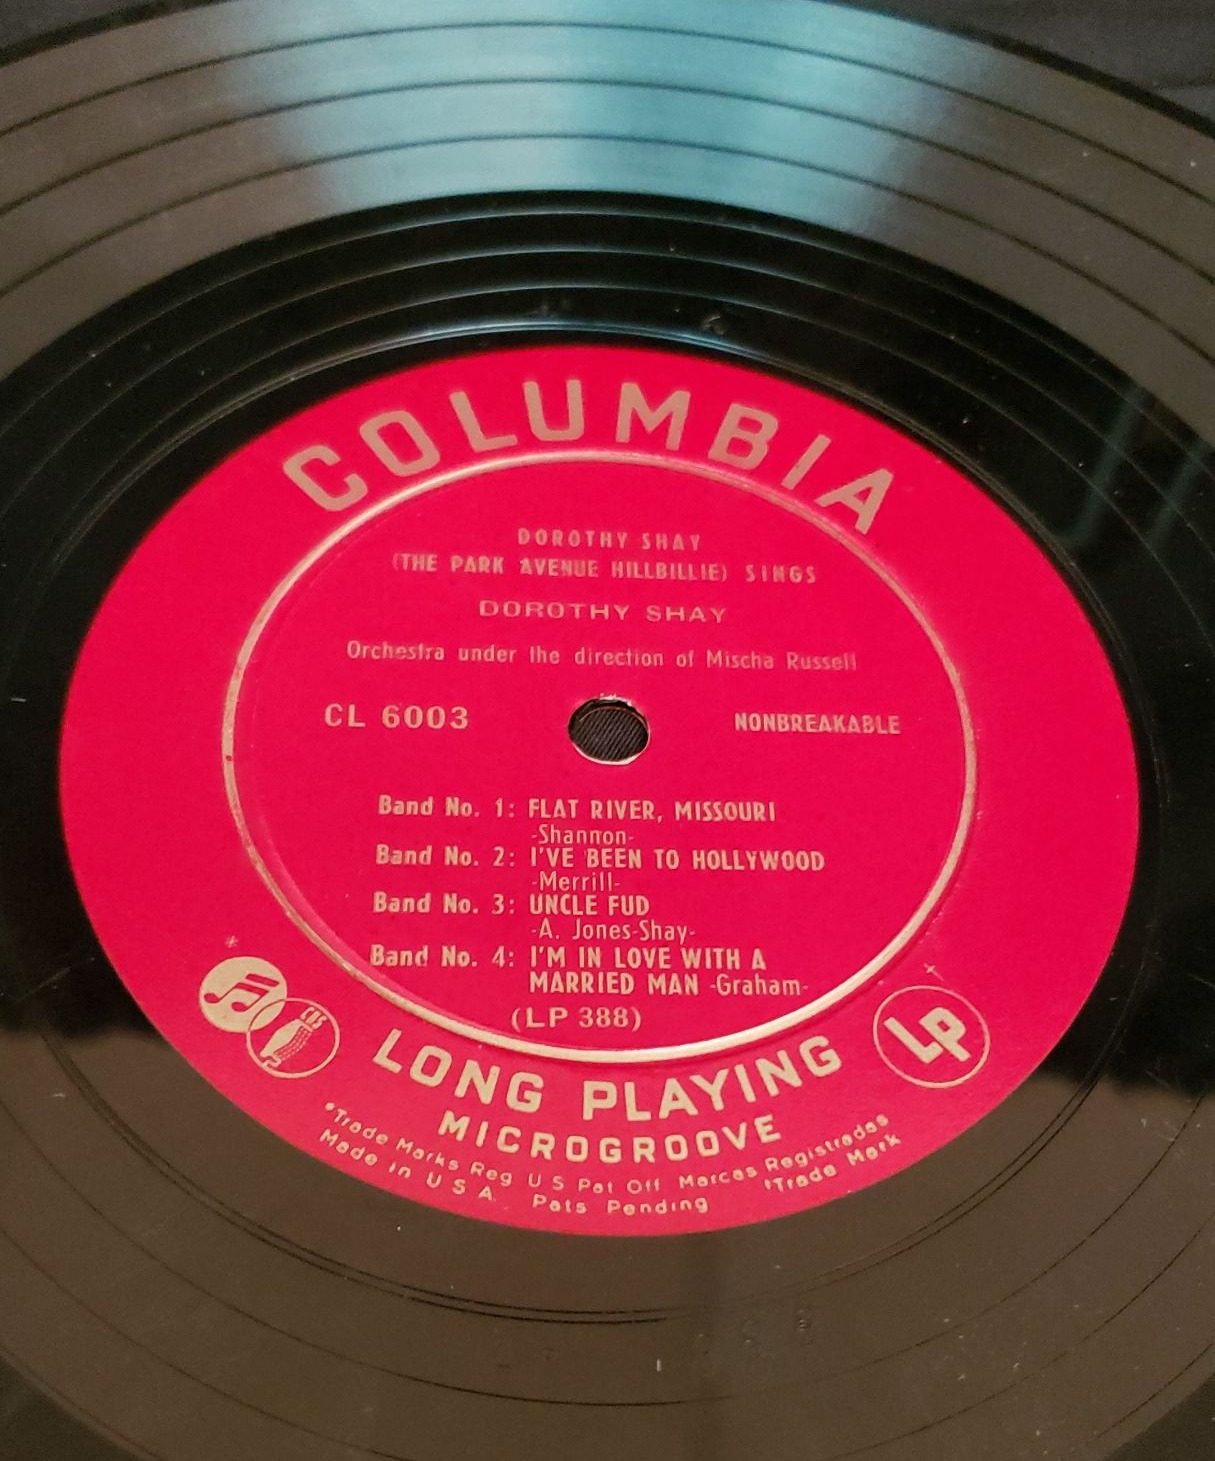 COLUMBIA
DOROTHY SHAY
(THE PARK AVENUE HILLBILLIE) SINGS
DOROTHY SHAY
Orchestra under the direction of Mischa Russell
CL 6003
NONBREAKABLE
Band No. 1: FLAT RIVER, MISSOURI
-Shannon-
Band No. 2: I'VE BEEN TO HOLLYWOOD
-Merrill-
Band No. 3: UNCLE FUD
-A. Jones-Shay-
Band No. 4: I'M IN LOVE WITH A
MARRIED MAN -Graham-
(LP 388)
CBS
LP
LONG PLAYING
MICROGROOVE
*Trade Marks Reg U S Pat Off Marcas Registradas
Made in U S A. Pats Pending †Trade Mark